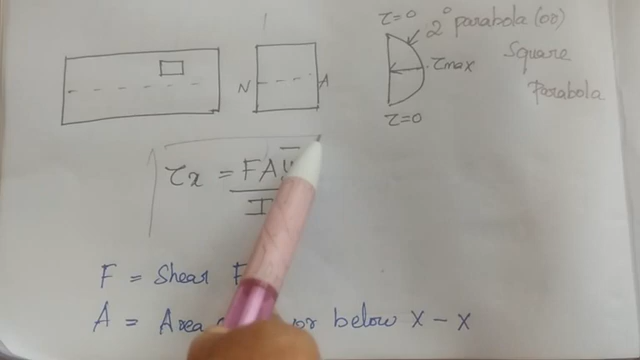 τ=0
2° parabola (or)
Square
Parabola
τmax
N
A
τ=0
τx = FAȳ
I
F = Shear F
A = Area or below x - x